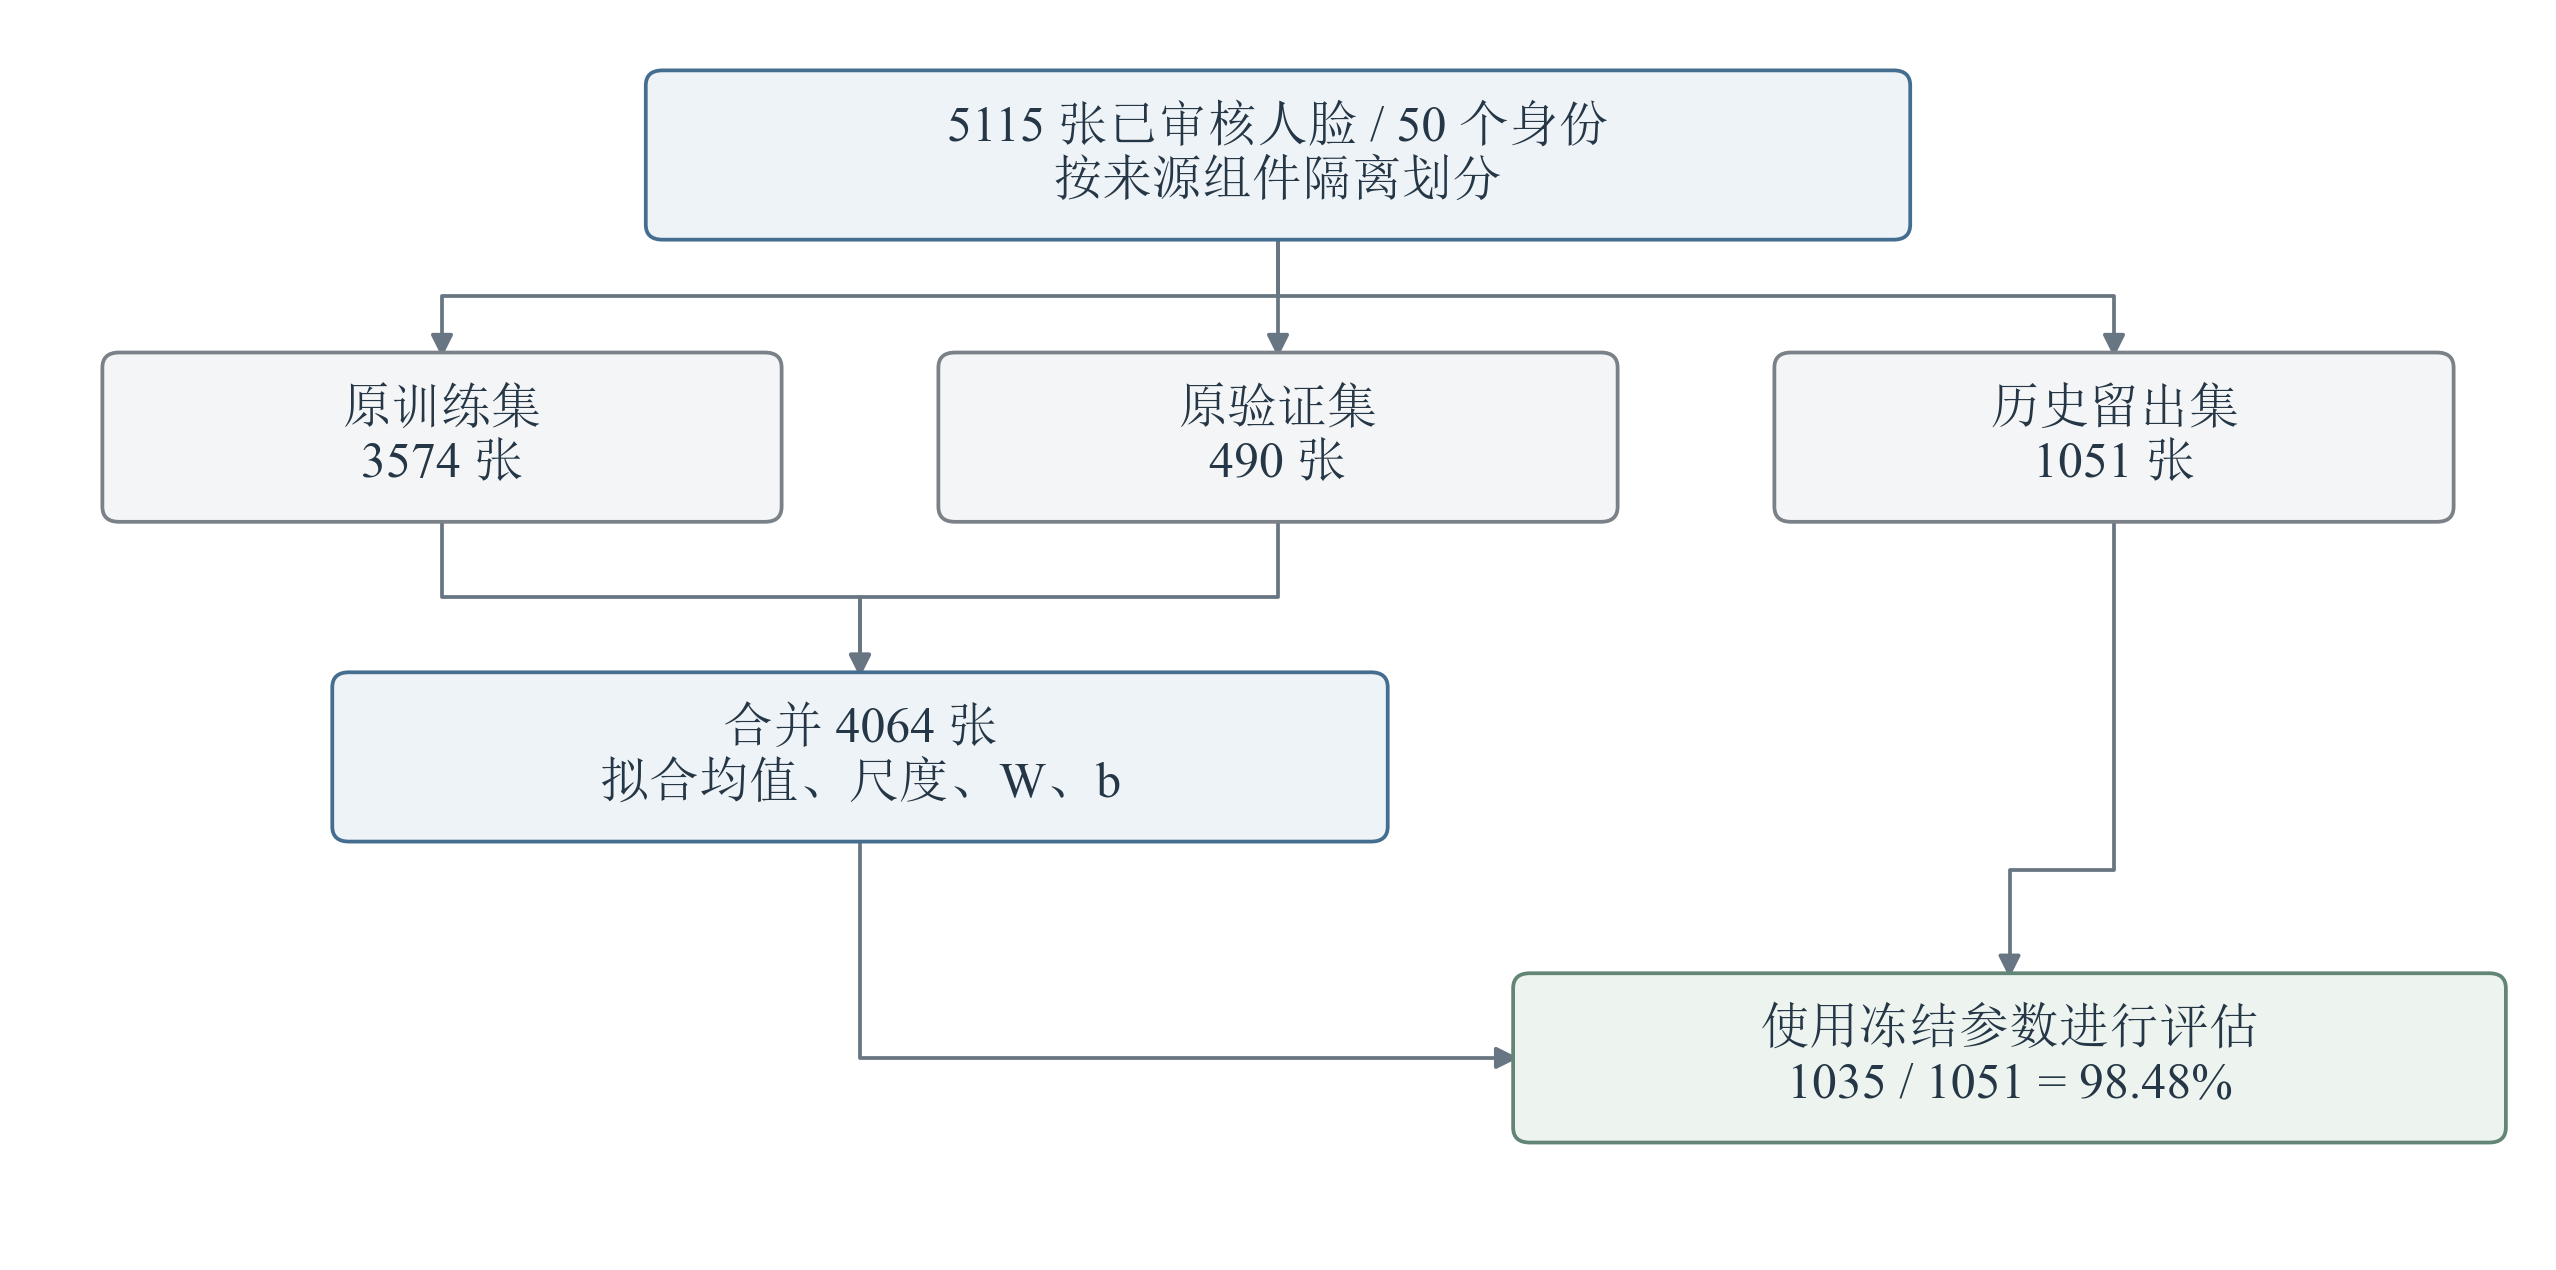 5115 张已审核人脸 / 50 个身份
按来源组件隔离划分
原训练集
3574 张
原验证集
490 张
历史留出集
1051 张
合并 4064 张
拟合均值、尺度、W、b
使用冻结参数进行评估
1035 / 1051 = 98.48%